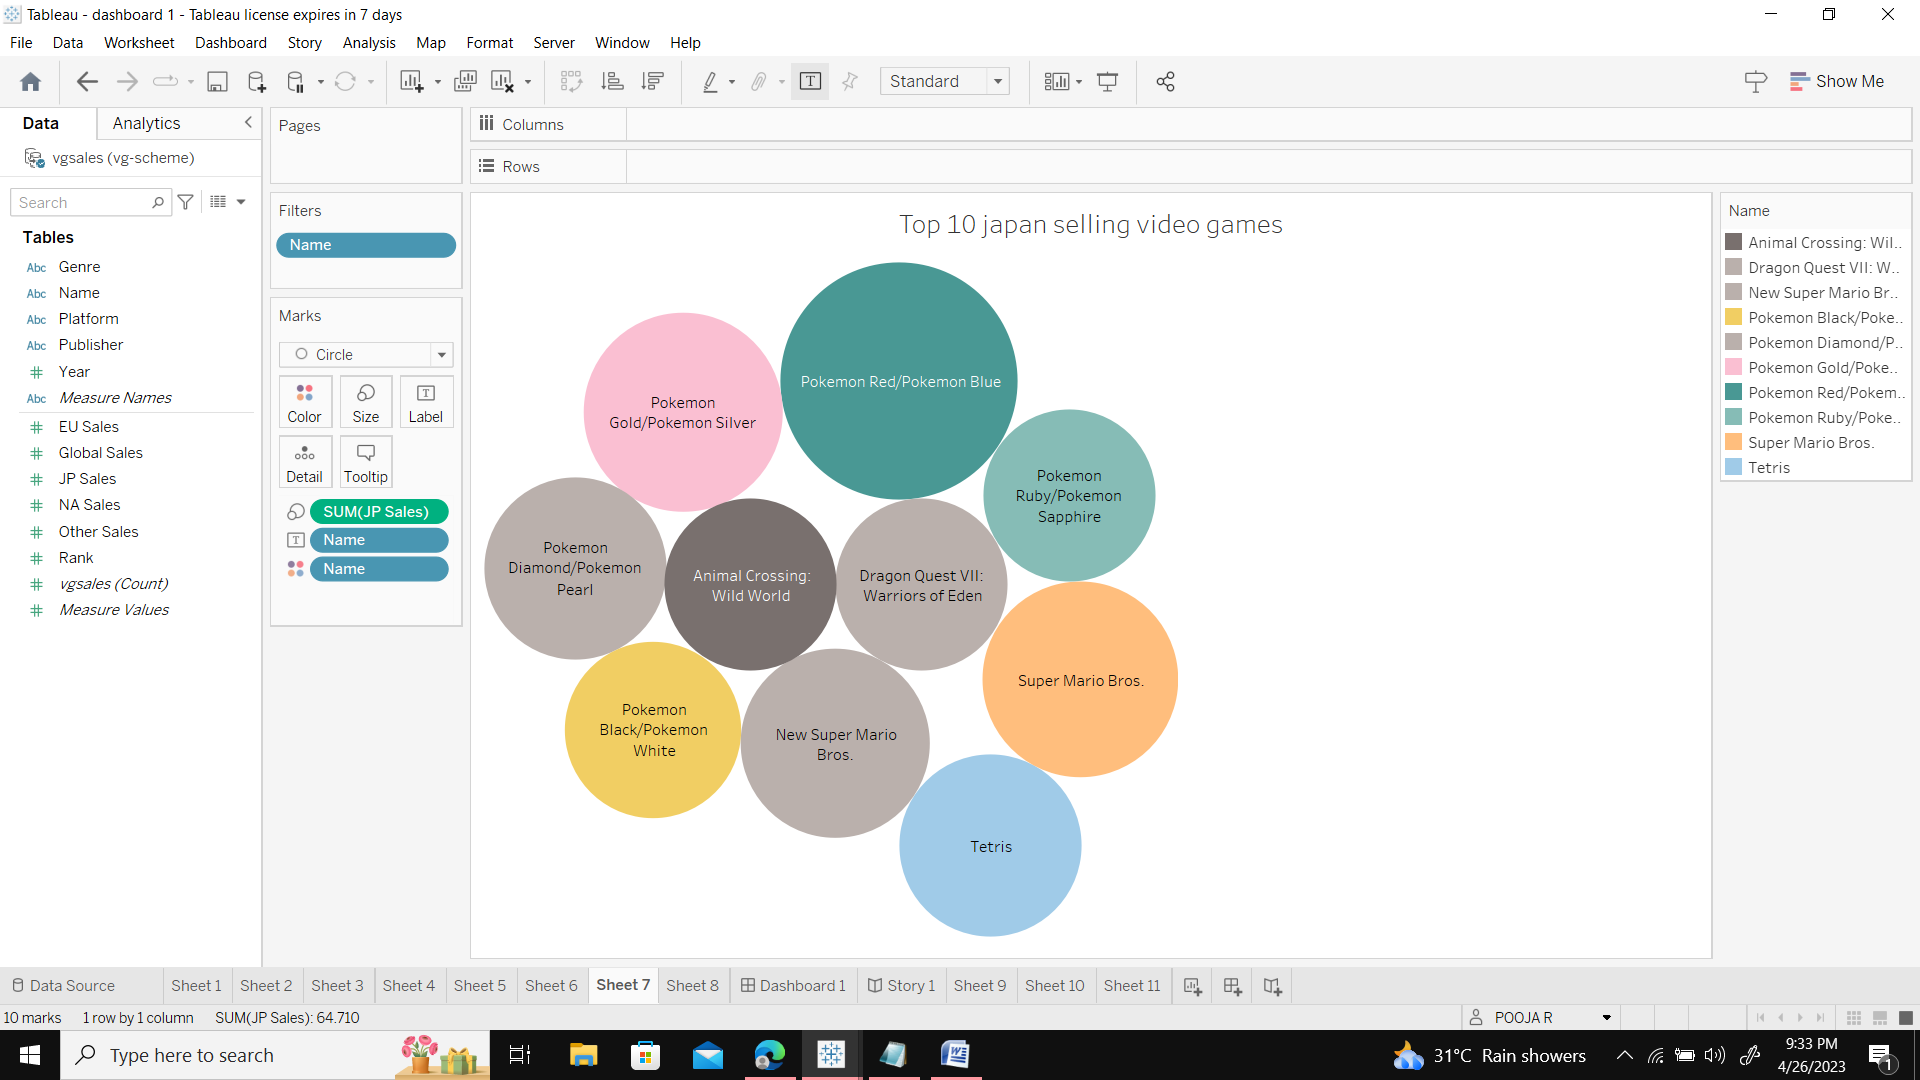 Tableau - dashboard 1 - Tableau license expires in 7 days
File Data Worksheet Dashboard Story Analysis Map Format Server Window Help
Standard
Show Me
Data
Analytics
vgsales (vg-scheme)
Search
Tables
Abc Genre
Abc Name
Abc Platform
Abc Publisher
# Year
Abc Measure Names
# EU Sales
# Global Sales
# JP Sales
# NA Sales
# Other Sales
# Rank
# vgsales (Count)
# Measure Values
Pages
Filters
Name
Marks
Circle
Color
Size
Label
Detail
Tooltip
SUM(JP Sales)
Name
Name
Columns
Rows
Top 10 japan selling video games
Pokemon Red/Pokemon Blue
Pokemon
Gold/Pokemon Silver
Pokemon
Ruby/Pokemon
Sapphire
Pokemon
Diamond/Pokemon
Pearl
Animal Crossing:
Wild World
Dragon Quest VII:
Warriors of Eden
Super Mario Bros.
Pokemon
Black/Pokemon
White
New Super Mario
Bros.
Tetris
Name
Animal Crossing: Wil..
Dragon Quest VII: W..
New Super Mario Br..
Pokemon Black/Poke..
Pokemon Diamond/P..
Pokemon Gold/Poke..
Pokemon Red/Pokem..
Pokemon Ruby/Poke..
Super Mario Bros.
Tetris
Data Source Sheet 1 Sheet 2 Sheet 3 Sheet 4 Sheet 5 Sheet 6 Sheet 7 Sheet 8 Dashboard 1 Story 1 Sheet 9 Sheet 10 Sheet 11
10 marks 1 row by 1 column SUM(JP Sales): 64.710
POOJA R
Type here to search
31°C Rain showers
9:33 PM
4/26/2023
1